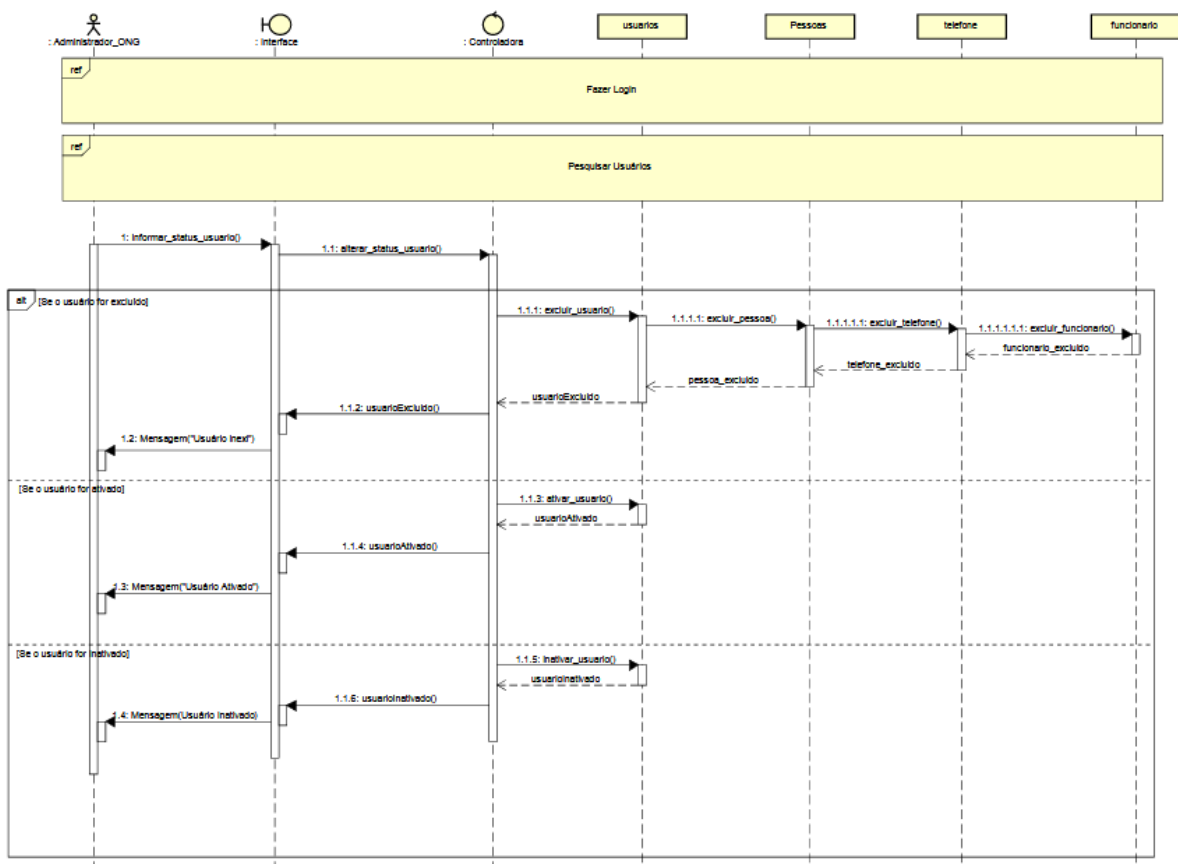 : Administrador_ONG
: Interface
: Controladora
usuarios
Pessoas
telefone
funcionario
ref
Fazer Login
ref
Pesquisar Usuários
1: informar_status_usuario()
1.1: alterar_status_usuario()
alt
[Se o usuário for excluído]
1.1.1: excluir_usuario()
1.1.1.1: excluir_pessoa()
1.1.1.1.1: excluir_telefone()
1.1.1.1.1.1: excluir_funcionario()
funcionario_excluido
telefone_excluido
pessoa_excluido
usuarioExcluido
1.1.2: usuarioExcluido()
1.2: Mensagem("Usuário Inexi")
[Se o usuário for ativado]
1.1.3: ativar_usuario()
usuarioAtivado
1.1.4: usuarioAtivado()
1.3: Mensagem("Usuário Ativado")
[Se o usuário for inativado]
1.1.5: inativar_usuario()
usuarioInativado
1.1.6: usuarioInativado()
1.4: Mensagem(Usuário Inativado)